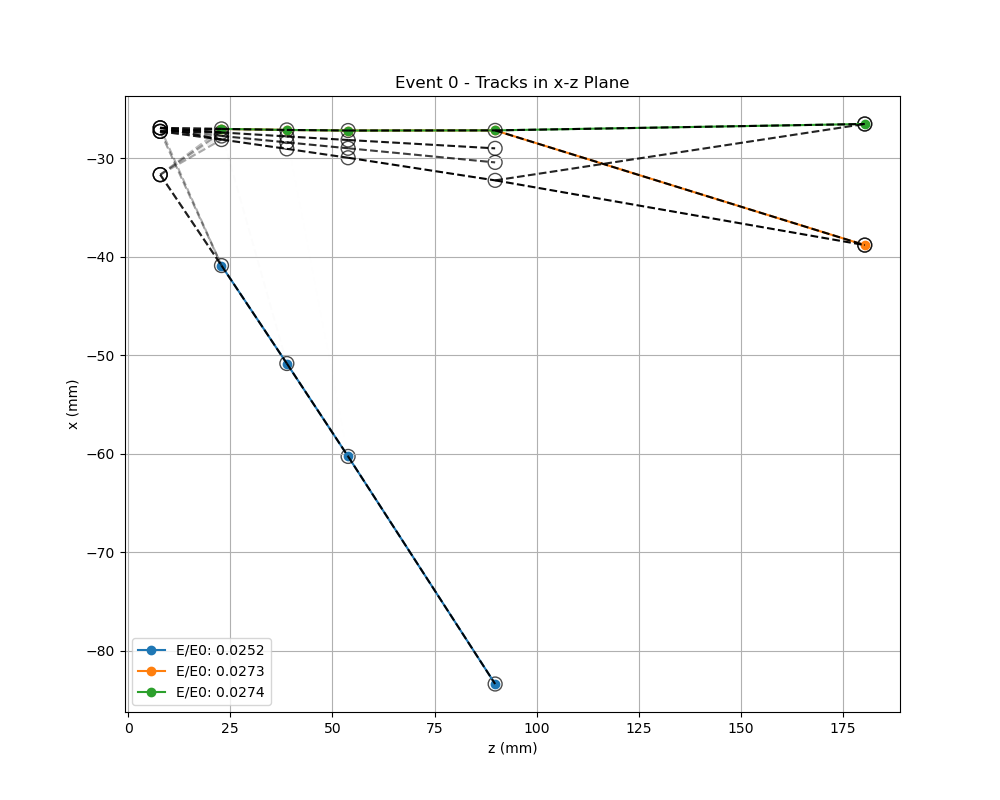 Event 0 - Tracks in x-z Plane
x (mm)
−30
−40
−50
−60
−70
−80
E/E0: 0.0252
E/E0: 0.0273
E/E0: 0.0274
0 25 50 75 100 125 150 175
z (mm)